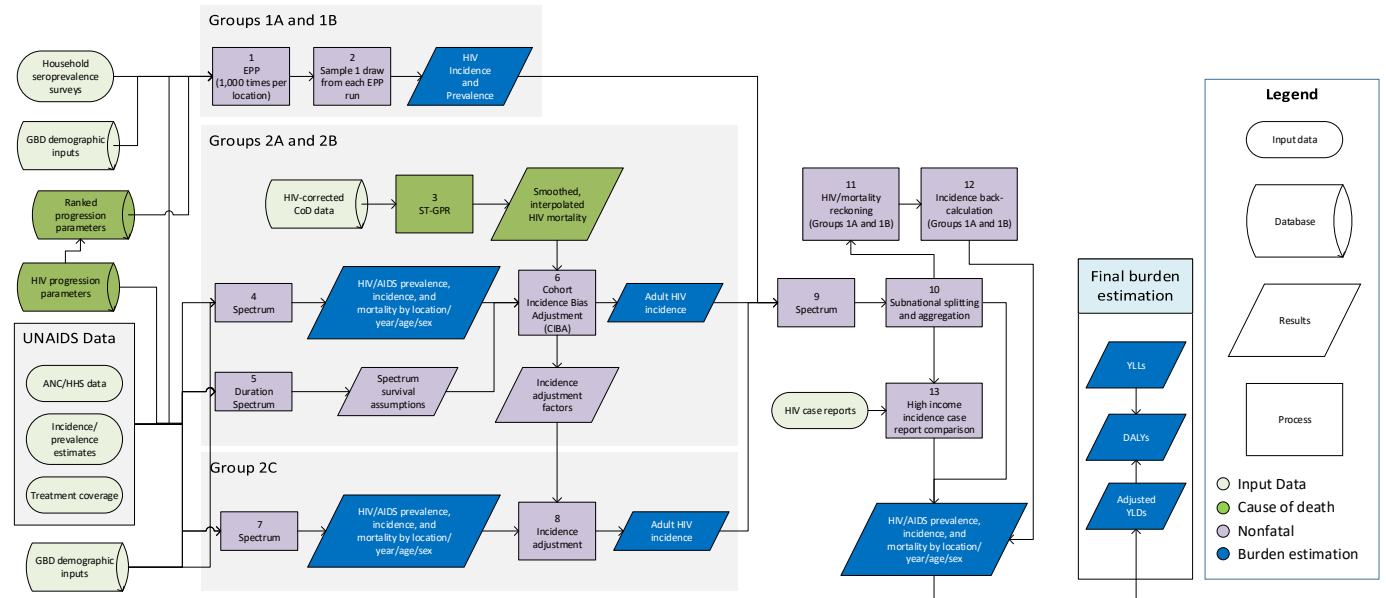 Groups 1A and 1B
Household
seroprevalence
surveys
1
EPP
(1,000 times per
location)
2
Sample 1 draw
from each EPP
run
HIV
Incidence
and
Prevalence
GBD demographic
inputs
Ranked
progression
parameters
HIV progression
parameters
UNAIDS Data
ANC/HHS data
Incidence/
prevalence
estimates
Treatment coverage
GBD demographic
inputs
Groups 2A and 2B
HIV-corrected
CoD data
3
ST-GPR
Smoothed,
interpolated
HIV mortality
4
Spectrum
HIV/AIDS prevalence,
incidence, and
mortality by location/
year/age/sex
6
Cohort
Incidence Bias
Adjustment
(CIBA)
Adult HIV
incidence
5
Duration
Spectrum
Spectrum
survival
assumptions
Incidence
adjustment
factors
Group 2C
7
Spectrum
HIV/AIDS prevalence,
incidence, and
mortality by location/
year/age/sex
8
Incidence
adjustment
Adult HIV
incidence
9
Spectrum
10
Subnational splitting
and aggregation
11
HIV/mortality
reckoning
(Groups 1A and 1B)
12
Incidence back-
calculation
(Groups 1A and 1B)
HIV case reports
13
High income
incidence case
report comparison
HIV/AIDS prevalence,
incidence, and
mortality by location/
year/age/sex
Final burden
estimation
YLLs
DALYs
Adjusted
YLDs
Legend
Input data
Database
Results
Process
Input Data
Cause of death
Nonfatal
Burden estimation